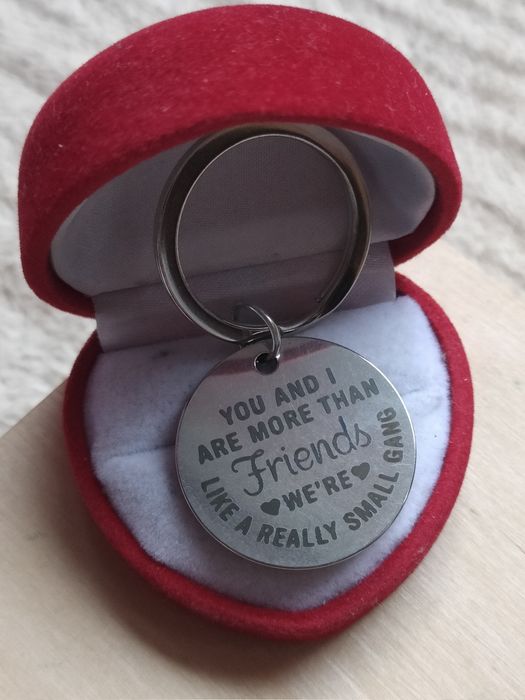 YOU AND I
ARE MORE THAN
Friends
WE'RE
LIKE A REALLY SMALL GANG